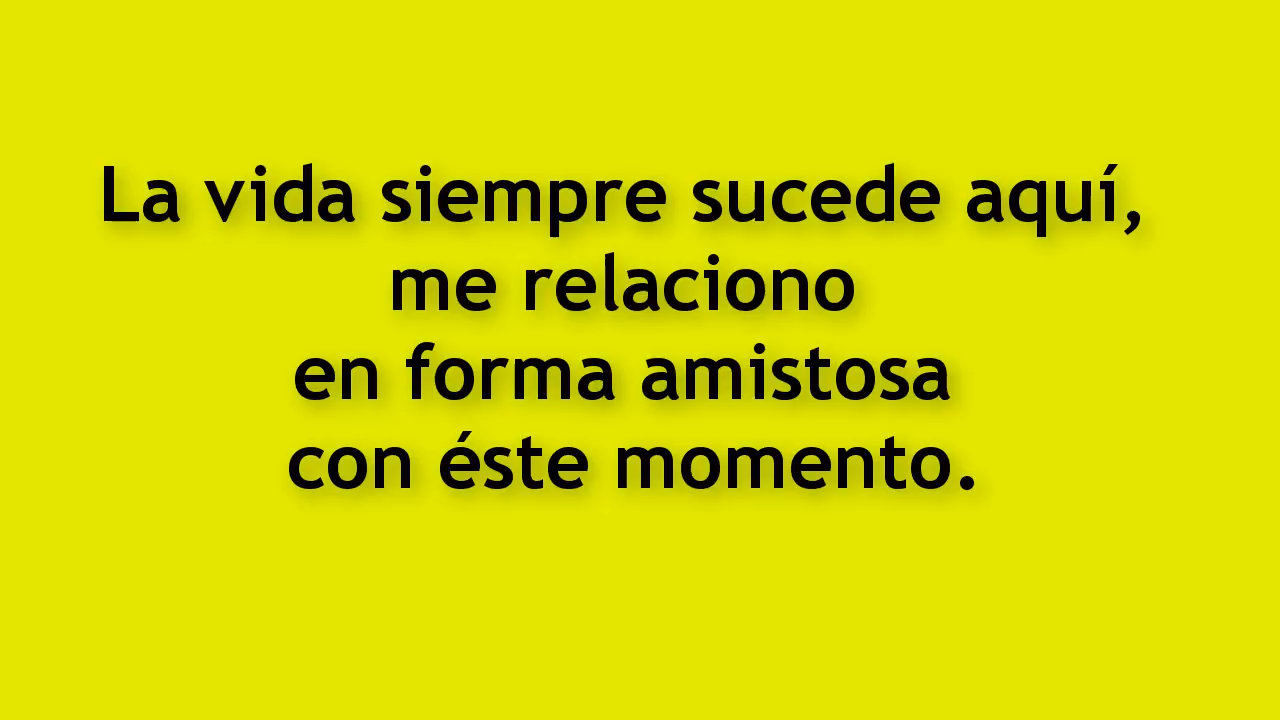 La vida siempre sucede aquí,
me relaciono
en forma amistosa
con éste momento.